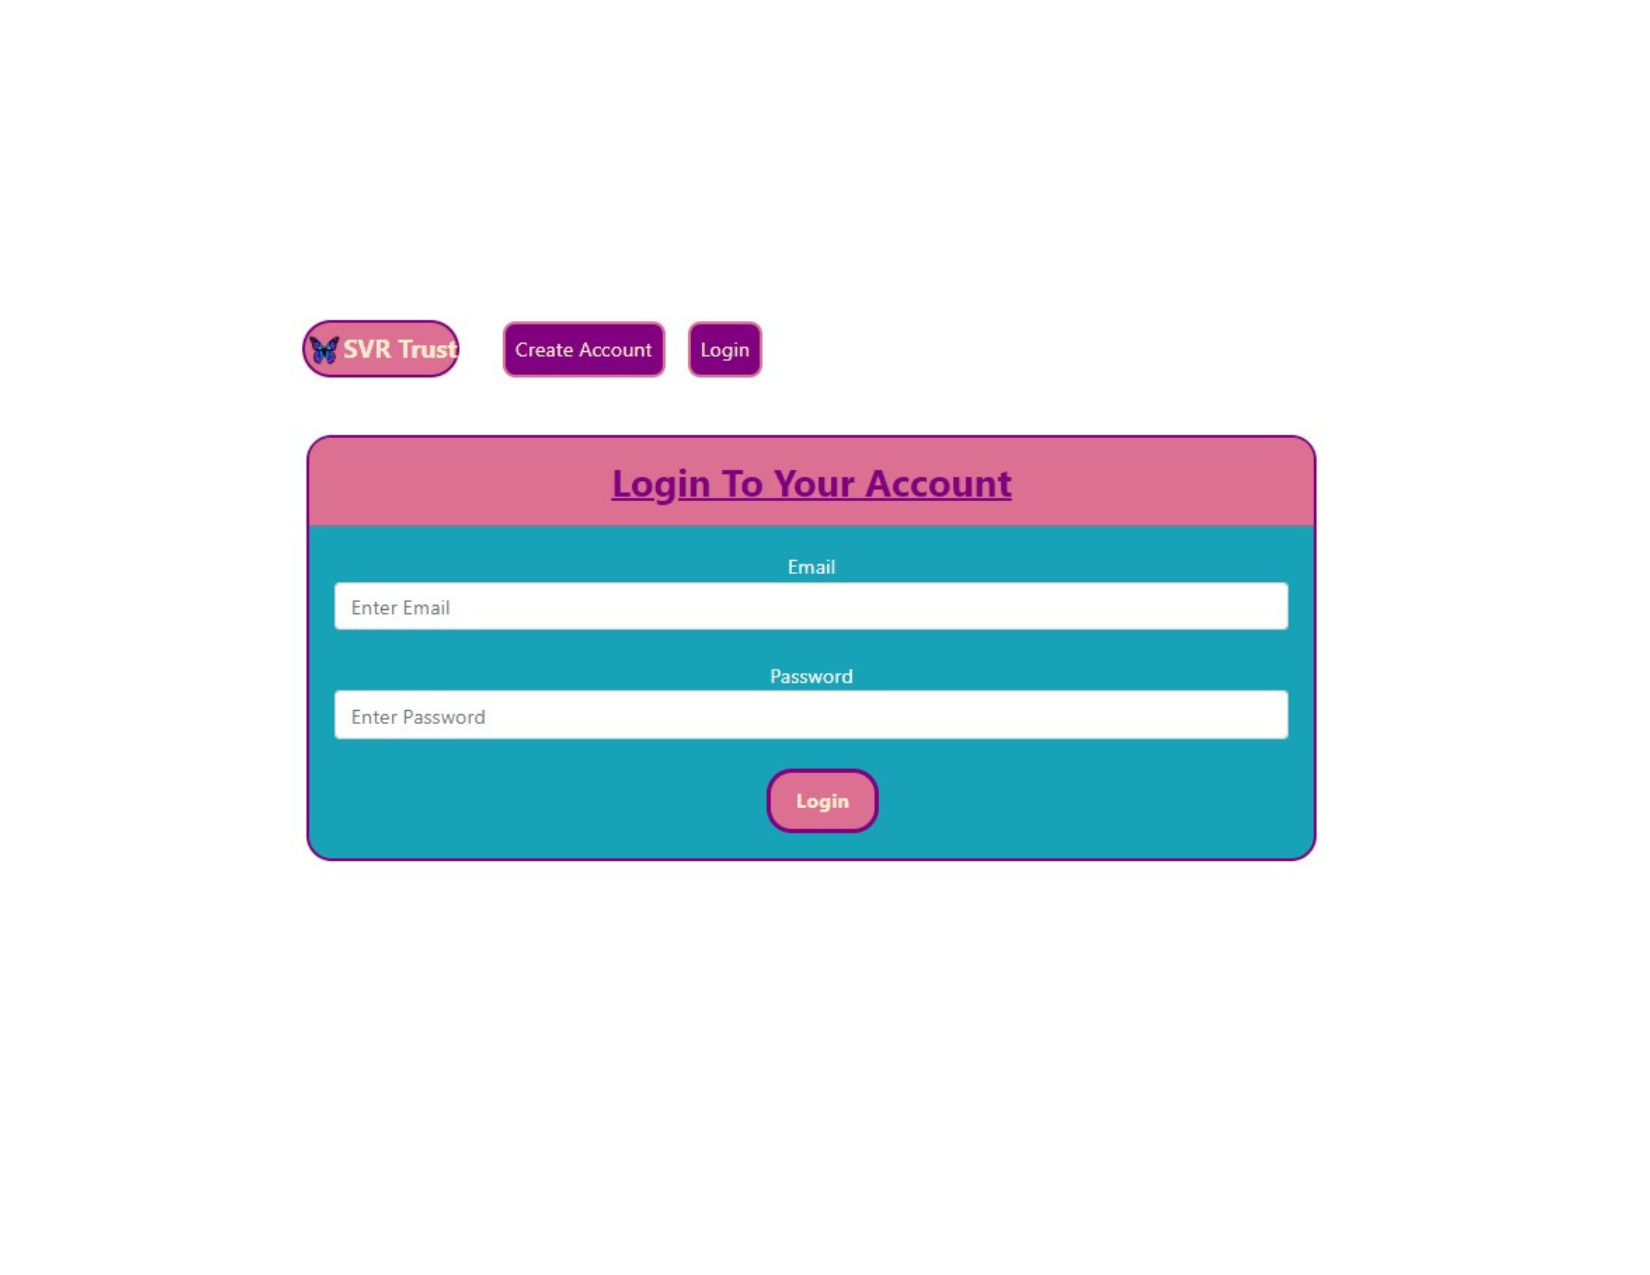 SVR Trust
Create Account
Login
Login To Your Account
Email
Enter Email
Password
Enter Password
Login